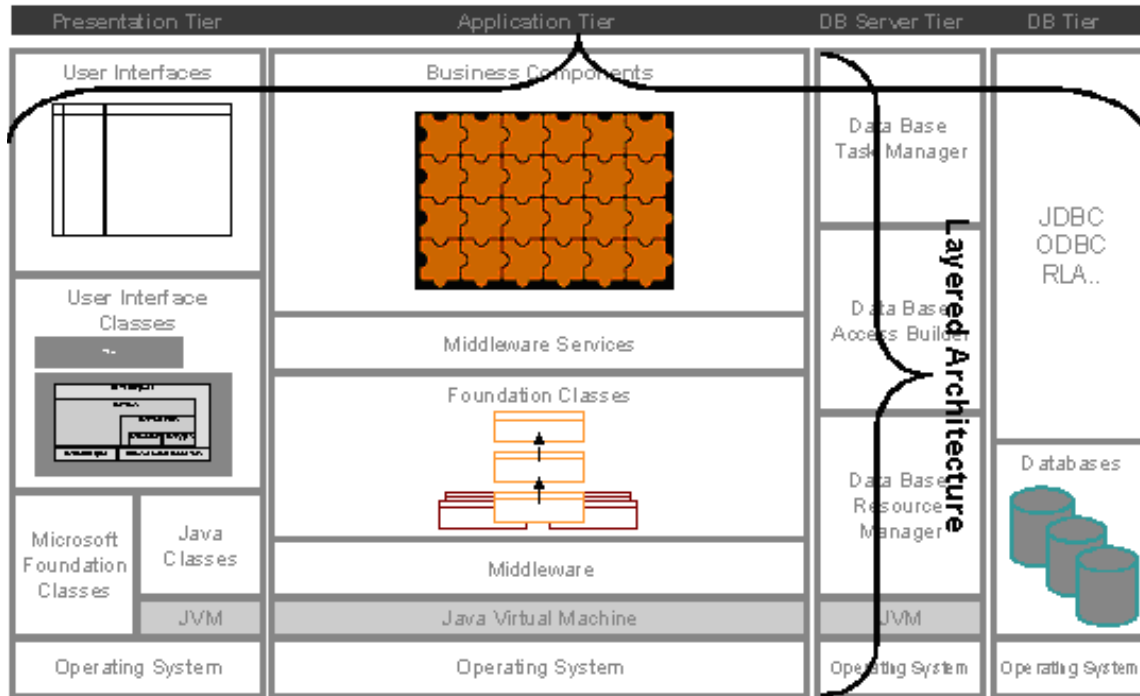 Presentation Tier
Application Tier
DB Server Tier
DB Tier
User Interfaces
User Interface
Classes
Microsoft
Foundation
Classes
Java
Classes
JVM
Operating System
Business Components
Middleware Services
Foundation Classes
Middleware
Java Virtual Machine
Operating System
Data Base
Task Manager
Data Base
Access Builder
Data Base
Resource
Manager
JVM
Operating System
Layered Architecture
JDBC
ODBC
RLA..
Databases
Operating System